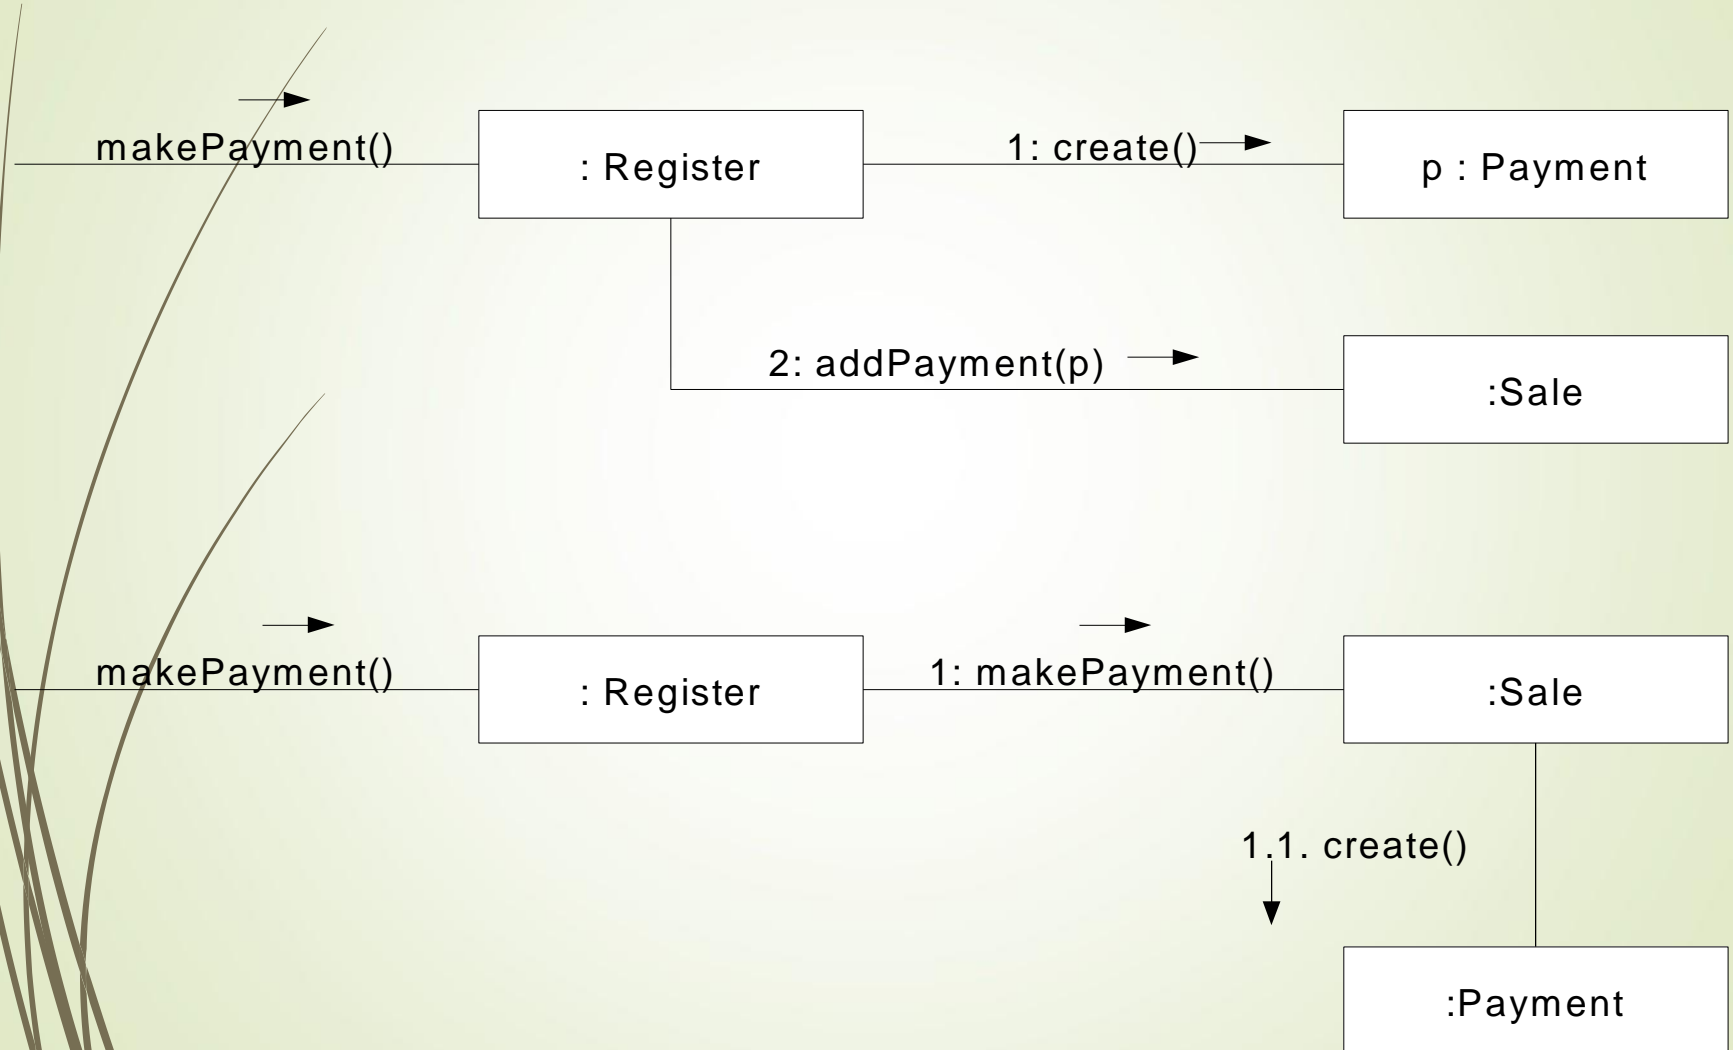 makePayment()
: Register
1: create()
p : Payment
2: addPayment(p)
:Sale
makePayment()
: Register
1: makePayment()
:Sale
1.1. create()
:Payment